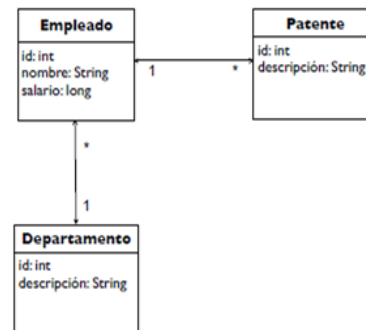 Empleado
id: int
nombre: String
salario: long
Patente
id: int
descripción: String
1
*
*
1
Departamento
id: int
descripción: String